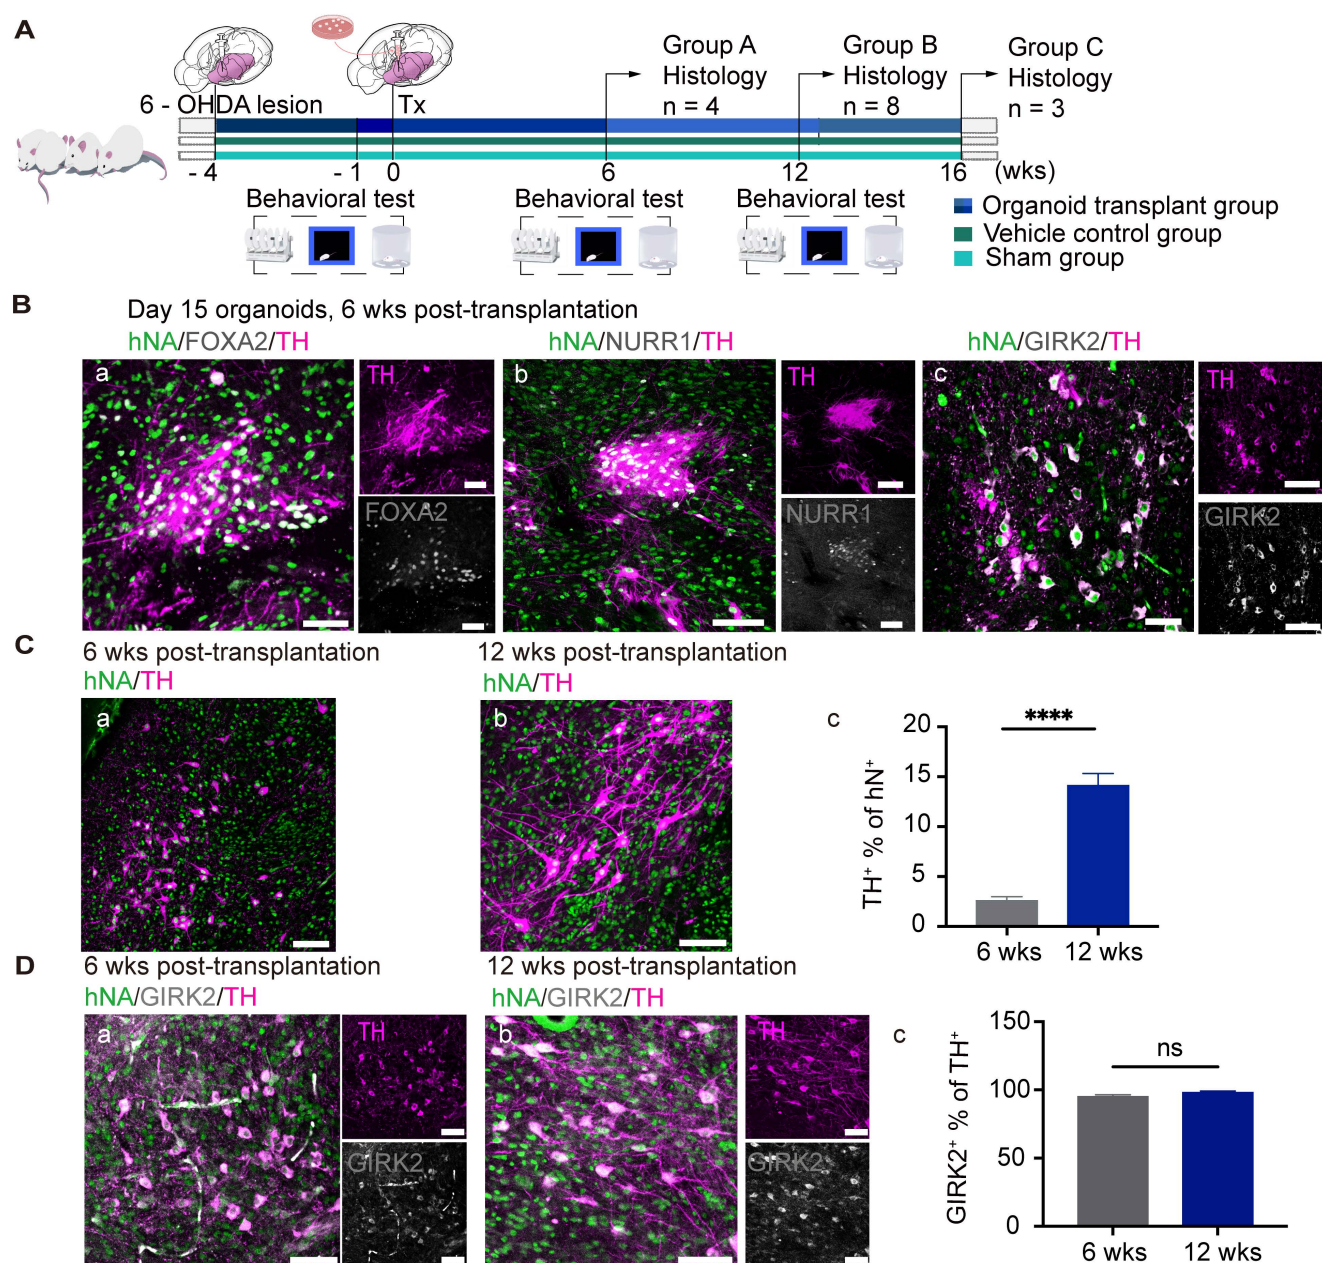 A
Group A
Histology
n = 4
Group B
Histology
n = 8
Group C
Histology
n = 3
6 - OHDA lesion
Tx
- 4
- 1
0
6
12
16
(wks)
Behavioral test
Behavioral test
Behavioral test
Organoid transplant group
Vehicle control group
Sham group
B
Day 15 organoids, 6 wks post-transplantation
hNA/FOXA2/TH
a
TH
FOXA2
hNA/NURR1/TH
b
TH
NURR1
hNA/GIRK2/TH
c
TH
GIRK2
C
6 wks post-transplantation
hNA/TH
a
12 wks post-transplantation
hNA/TH
b
c
TH⁺ % of hN⁺
20
15
10
5
0
****
6 wks
12 wks
D
6 wks post-transplantation
hNA/GIRK2/TH
a
TH
GIRK2
12 wks post-transplantation
hNA/GIRK2/TH
b
TH
GIRK2
c
GIRK2⁺ % of TH⁺
150
100
50
0
ns
6 wks
12 wks